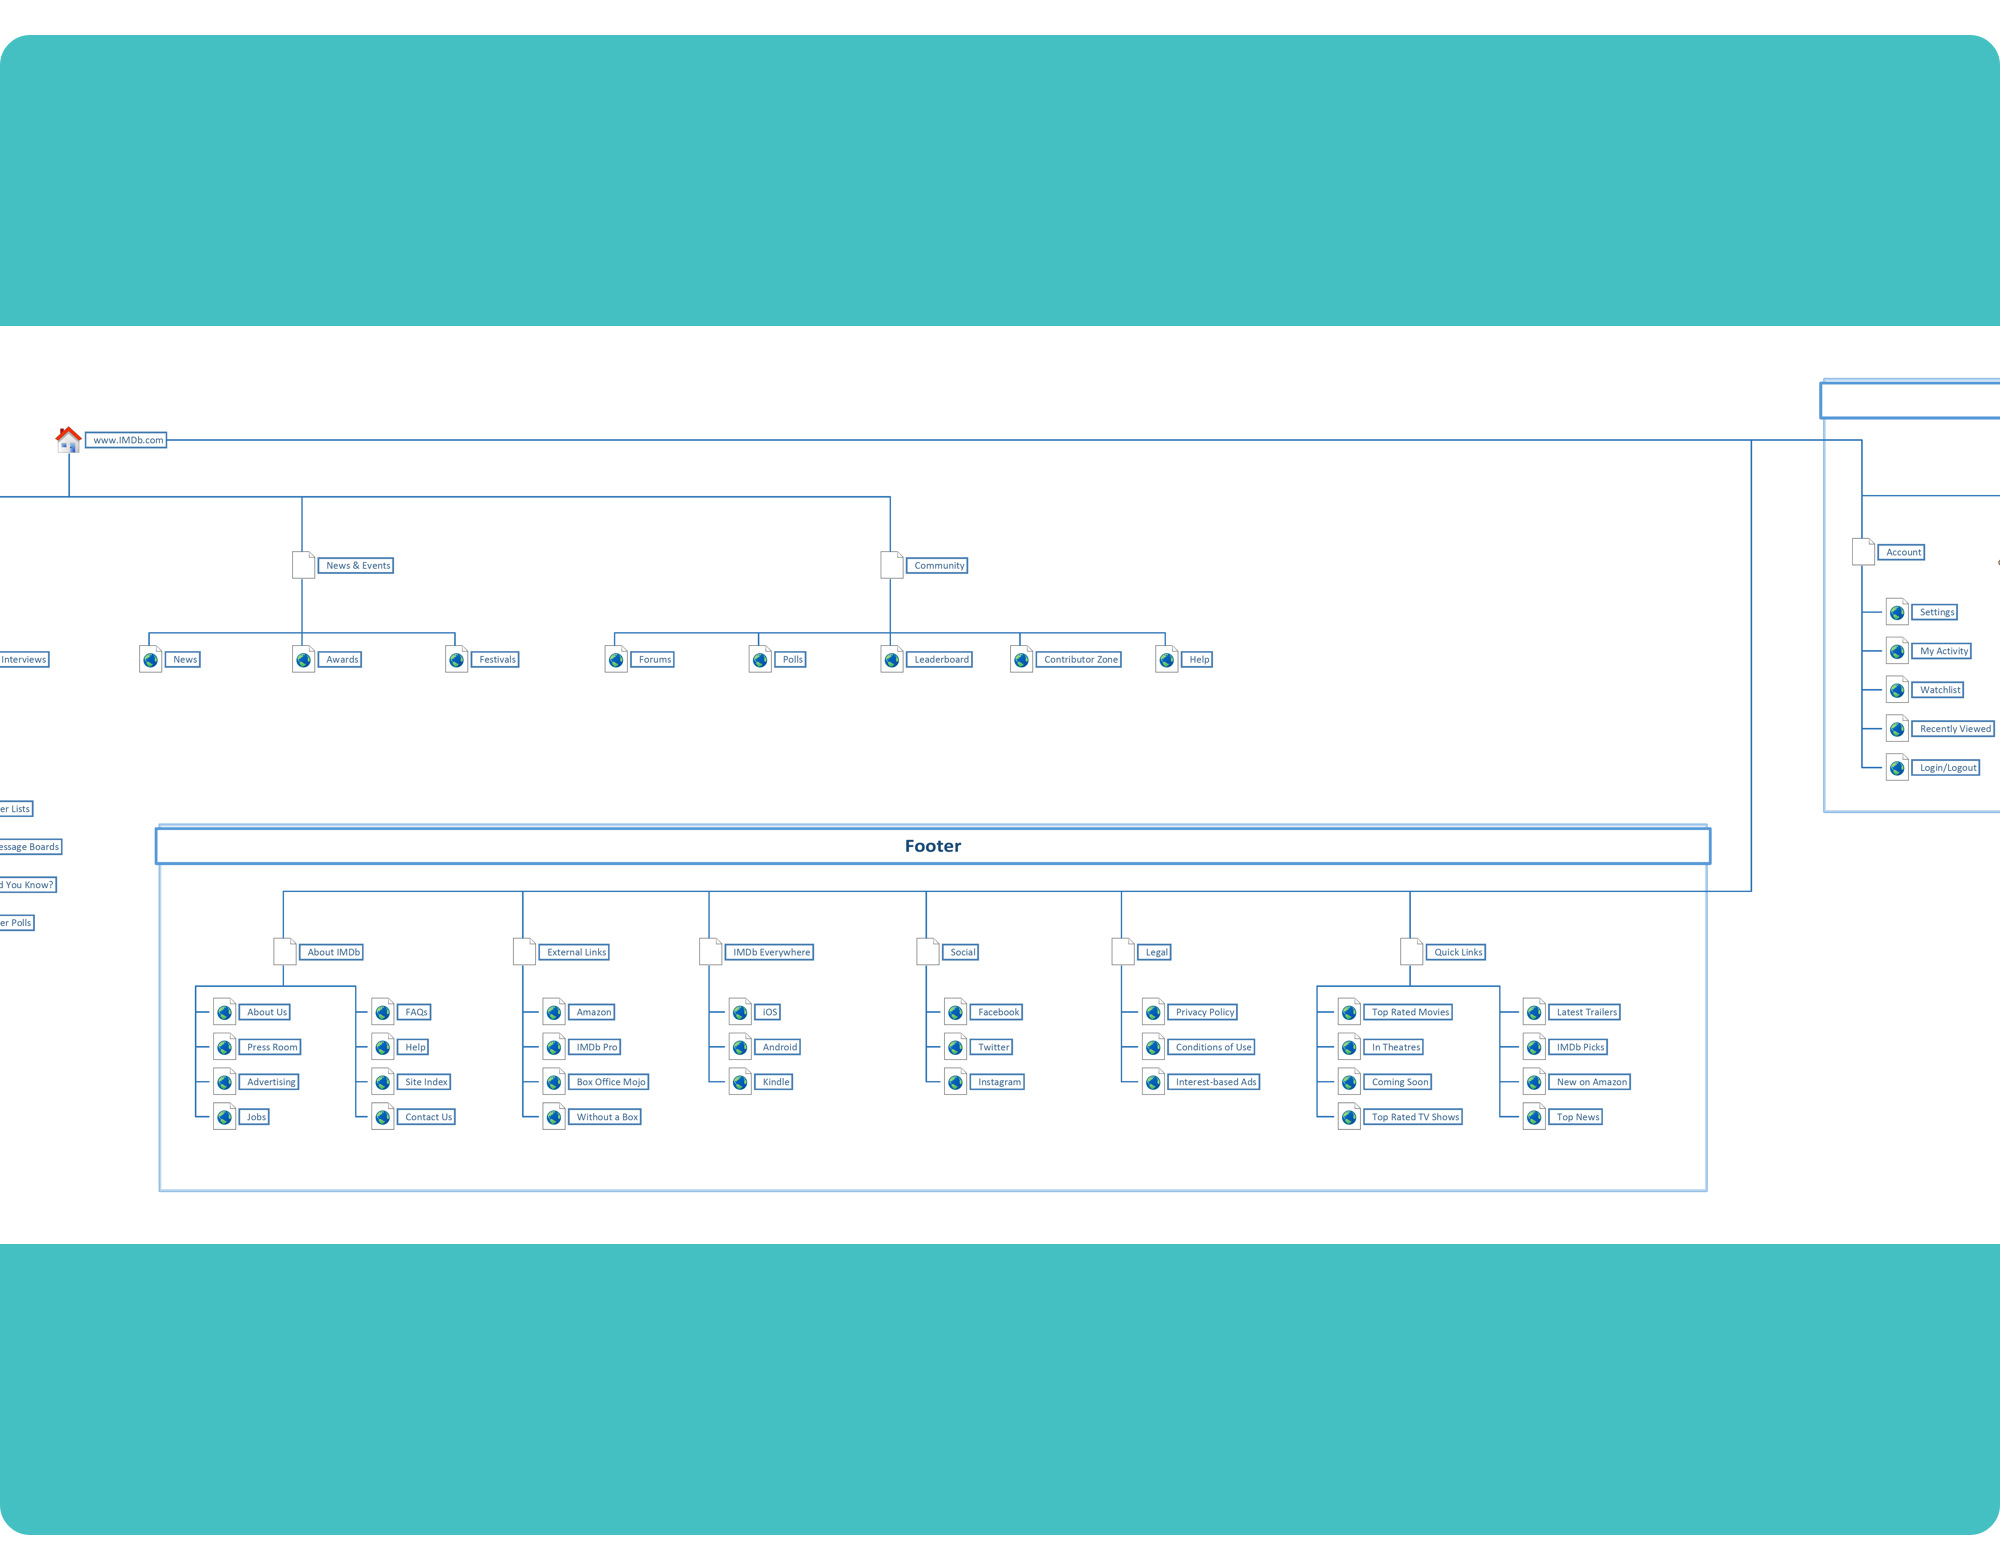 www.IMDb.com
News & Events
Community
Account
Interviews
News
Awards
Festivals
Forums
Polls
Leaderboard
Contributor Zone
Help
Settings
My Activity
Watchlist
Recently Viewed
Login/Logout
er Lists
essage Boards
d You Know?
er Polls
Footer
About IMDb
External Links
IMDb Everywhere
Social
Legal
Quick Links
About Us
FAQs
Amazon
iOS
Facebook
Privacy Policy
Top Rated Movies
Latest Trailers
Press Room
Help
IMDb Pro
Android
Twitter
Conditions of Use
In Theatres
IMDb Picks
Advertising
Site Index
Box Office Mojo
Kindle
Instagram
Interest-based Ads
Coming Soon
New on Amazon
Jobs
Contact Us
Without a Box
Top Rated TV Shows
Top News